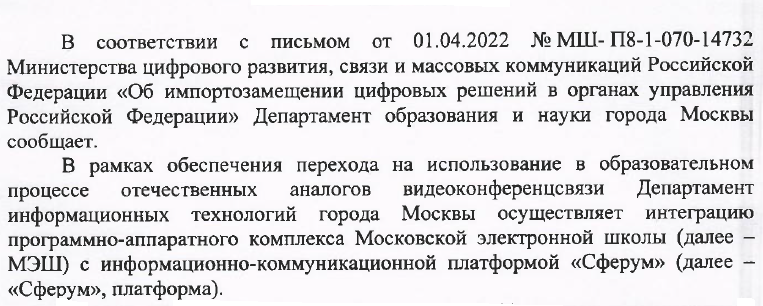 В соответствии с письмом от 01.04.2022 № МШ- П8-1-070-14732
Министерства цифрового развития, связи и массовых коммуникаций Российской
Федерации «Об импортозамещении цифровых решений в органах управления
Российской Федерации» Департамент образования и науки города Москвы
сообщает.
В рамках обеспечения перехода на использование в образовательном
процессе отечественных аналогов видеоконференцсвязи Департамент
информационных технологий города Москвы осуществляет интеграцию
программно-аппаратного комплекса Московской электронной школы (далее –
МЭШ) с информационно-коммуникационной платформой «Сферум» (далее –
«Сферум», платформа).